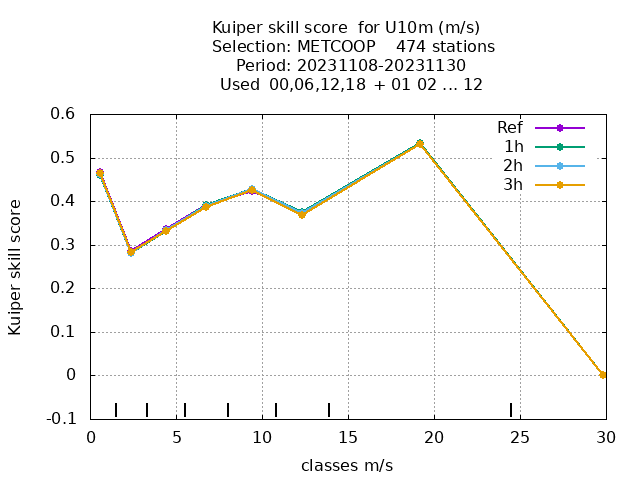 Kuiper skill score  for U10m (m/s)
Selection: METCOOP    474 stations
Period: 20231108-20231130
Used  00,06,12,18  + 01 02 ... 12
Ref
1h
2h
3h
0.6
0.5
0.4
0.3
0.2
0.1
0
-0.1
Kuiper skill score
0 5 10 15 20 25 30
classes m/s